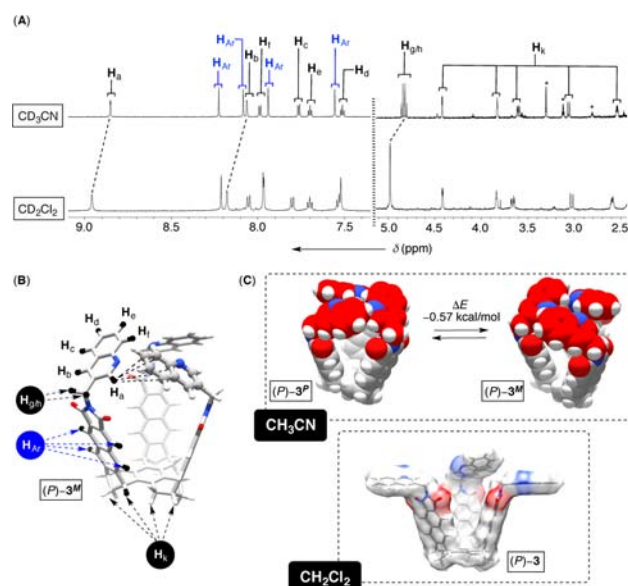 (A)
H_Ar H_b H_f H_c H_Ar H_g/h H_k
H_a H_Ar H_Ar H_e H_d
CD3CN
* * *
CD2Cl2
9.0 8.5 8.0 7.5 5.0 4.5 4.0 3.5 3.0 2.5
δ (ppm)
(B)
H_e
H_d H_f
H_c
H_b
H_a
H_g/h
H_Ar
(P)-3^M
H_k
(C)
ΔE
−0.57 kcal/mol
(P)-3^P (P)-3^M
CH3CN
(P)-3
CH2Cl2